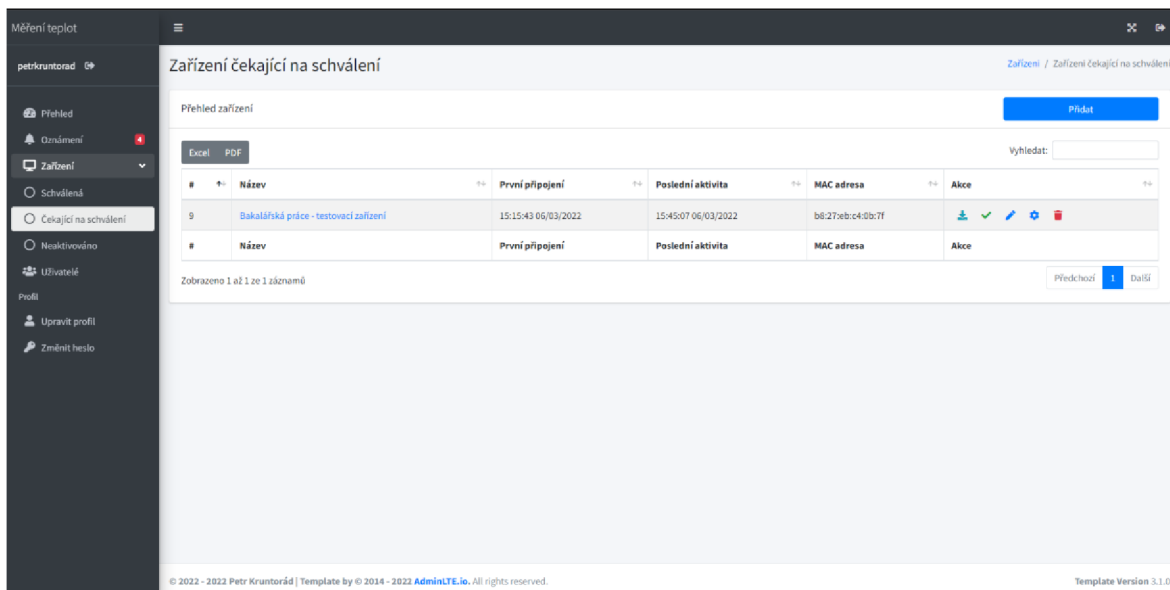 Měření teplot
petrkruntorad
Přehled
Oznámení 4
Zařízení
Schválená
Čekající na schválení
Neaktivováno
Uživatelé
Profil
Upravit profil
Změnit heslo
Zařízení čekající na schválení
Zařízení / Zařízení čekající na schválení
Přehled zařízení
Přidat
Excel PDF
Vyhledat:
# Název První připojení Poslední aktivita MAC adresa Akce
9 Bakalářská práce - testovací zařízení 15:15:43 06/03/2022 15:45:07 06/03/2022 b8:27:eb:c4:0b:7f
# Název První připojení Poslední aktivita MAC adresa Akce
Zobrazeno 1 až 1 ze 1 záznamů
Předchozí 1 Další
© 2022 - 2022 Petr Kruntorád | Template by © 2014 - 2022 AdminLTE.io. All rights reserved.
Template Version 3.1.0